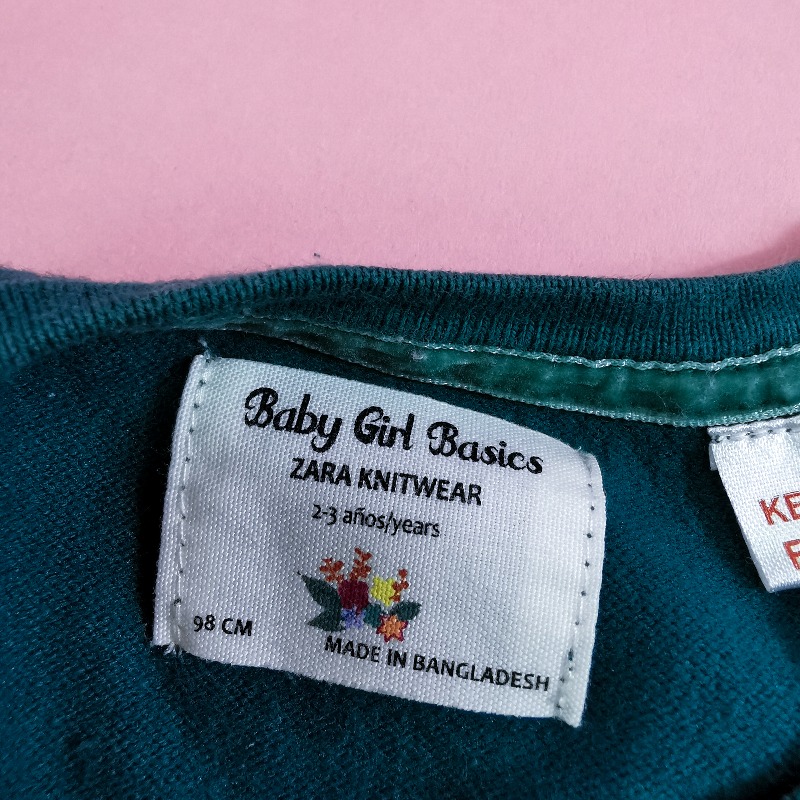 Baby Girl Basics
ZARA KNITWEAR
2-3 años/years
98 CM
MADE IN BANGLADESH